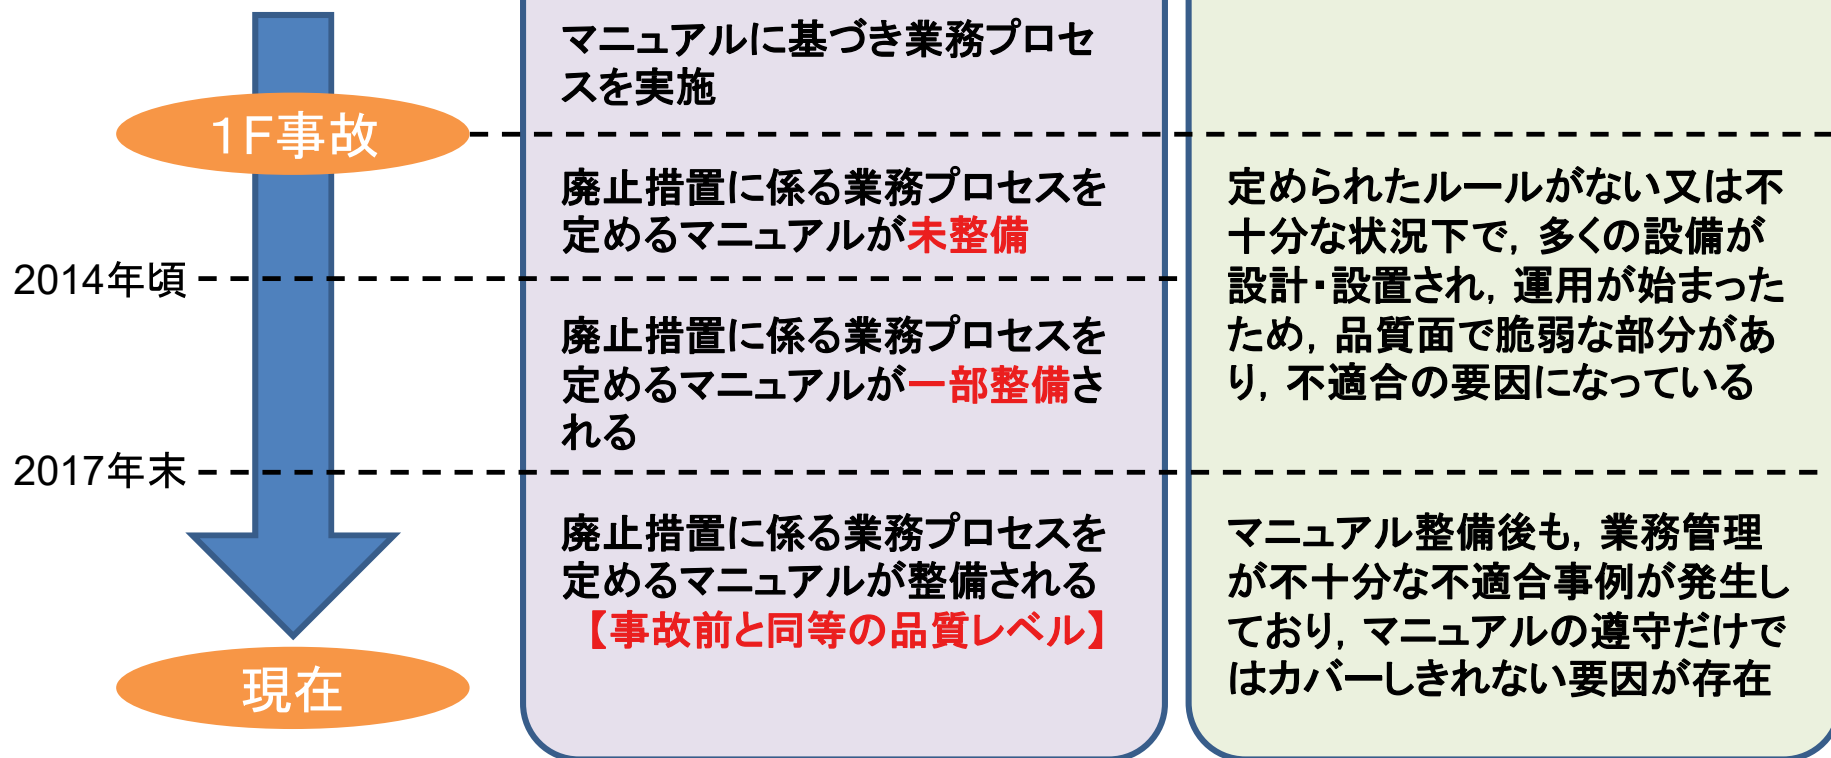 マニュアルに基づき業務プロセ
スを実施
1F事故
廃止措置に係る業務プロセスを
定めるマニュアルが未整備
2014年頃
廃止措置に係る業務プロセスを
定めるマニュアルが一部整備さ
れる
2017年末
廃止措置に係る業務プロセスを
定めるマニュアルが整備される
【事故前と同等の品質レベル】
現在
定められたルールがない又は不
十分な状況下で，多くの設備が
設計・設置され，運用が始まった
ため，品質面で脆弱な部分があ
り，不適合の要因になっている
マニュアル整備後も，業務管理
が不十分な不適合事例が発生し
ており，マニュアルの遵守だけで
はカバーしきれない要因が存在